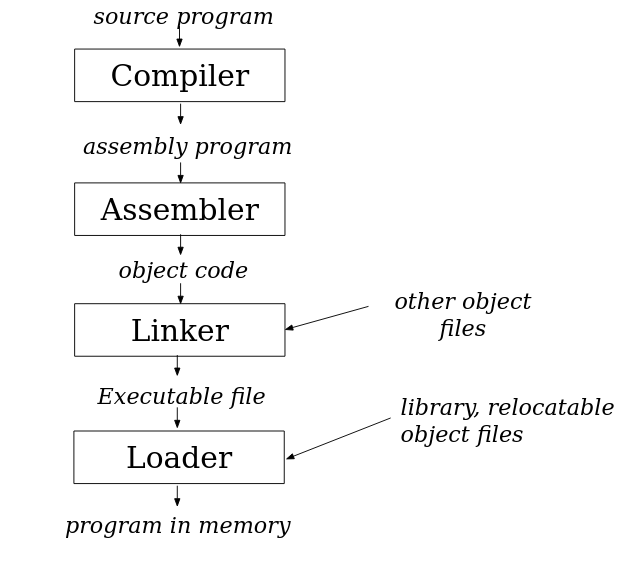 source program
Compiler
assembly program
Assembler
object code
other object
files
Linker
Executable file
library, relocatable
object files
Loader
program in memory